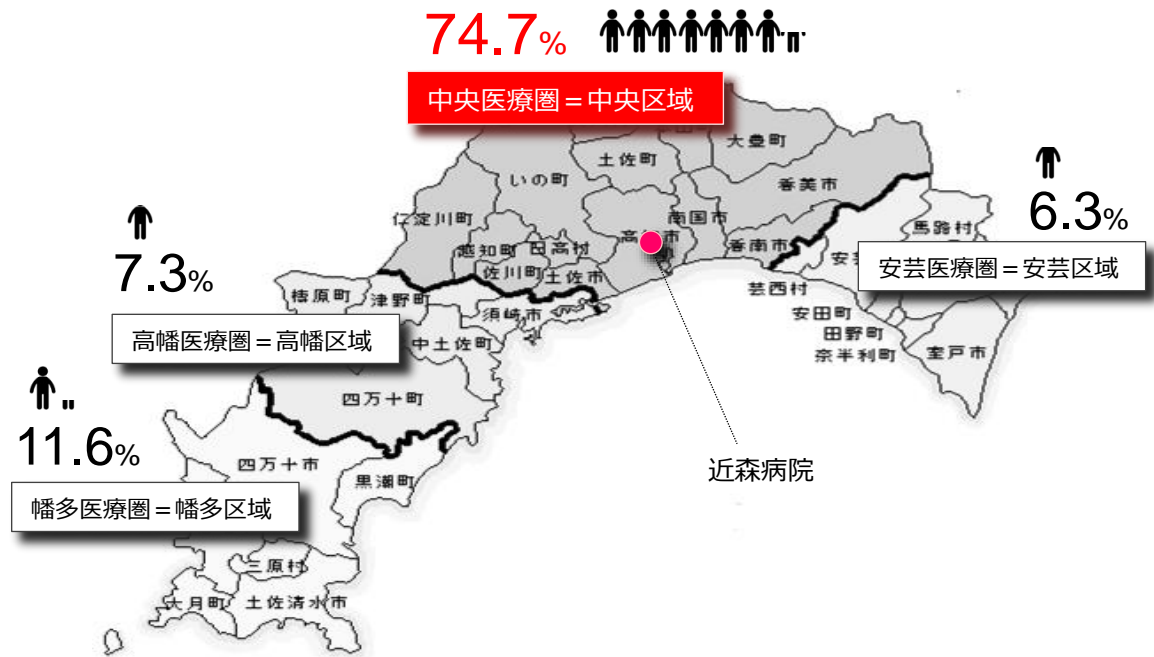 74.7%
中央医療圏＝中央区域
大豊町
土佐町
いの町
香美市
仁淀川町
南国市
馬路村
6.3%
越知町
日高村
香南市
安芸医療圏＝安芸区域
7.3%
佐川町
土佐市
梼原町
津野町
芸西村
須崎市
安田町
高幡医療圏＝高幡区域
中土佐町
田野町
奈半利町
室戸市
四万十町
11.6%
四万十市
黒潮町
近森病院
幡多医療圏＝幡多区域
三原村
大月町
土佐清水市